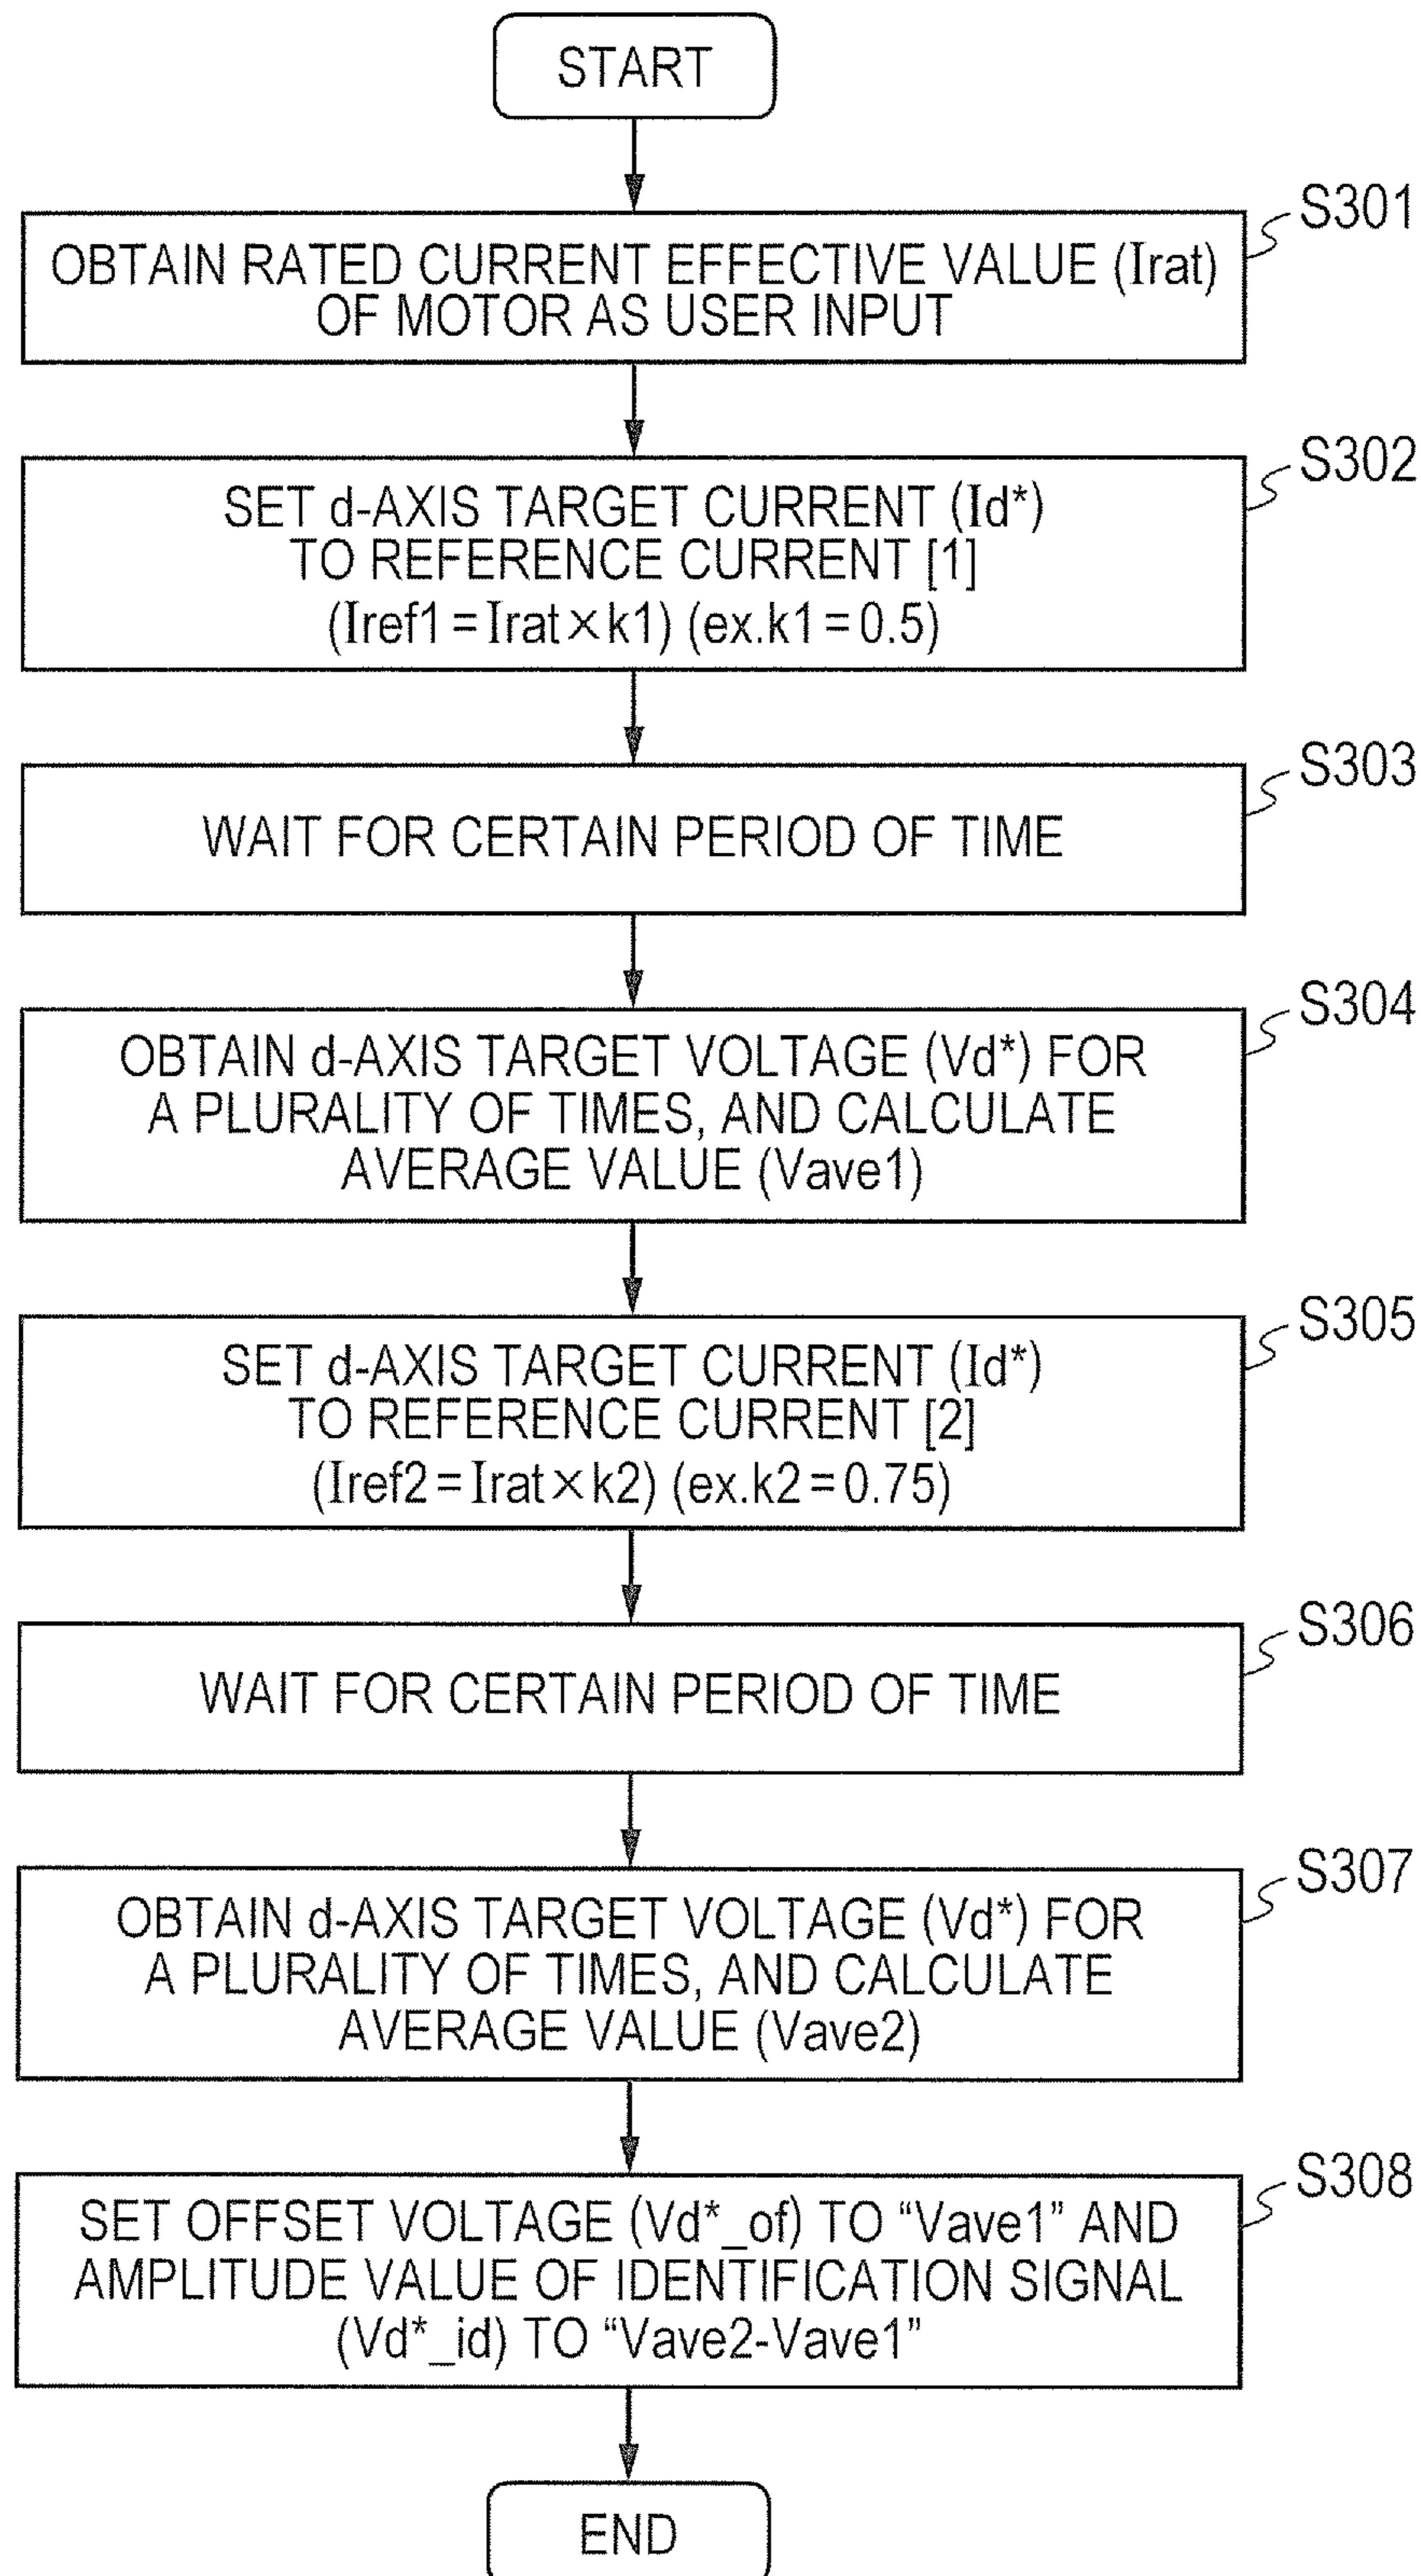 START
S301
OBTAIN RATED CURRENT EFFECTIVE VALUE (Irat)
OF MOTOR AS USER INPUT
S302
SET d-AXIS TARGET CURRENT (Id*)
TO REFERENCE CURRENT [1]
(Iref1=Irat×k1) (ex.k1=0.5)
S303
WAIT FOR CERTAIN PERIOD OF TIME
S304
OBTAIN d-AXIS TARGET VOLTAGE (Vd*) FOR
A PLURALITY OF TIMES, AND CALCULATE
AVERAGE VALUE (Vave1)
S305
SET d-AXIS TARGET CURRENT (Id*)
TO REFERENCE CURRENT [2]
(Iref2=Irat×k2) (ex.k2=0.75)
S306
WAIT FOR CERTAIN PERIOD OF TIME
S307
OBTAIN d-AXIS TARGET VOLTAGE (Vd*) FOR
A PLURALITY OF TIMES, AND CALCULATE
AVERAGE VALUE (Vave2)
S308
SET OFFSET VOLTAGE (Vd*_of) TO “Vave1” AND
AMPLITUDE VALUE OF IDENTIFICATION SIGNAL
(Vd*_id) TO “Vave2-Vave1”
END